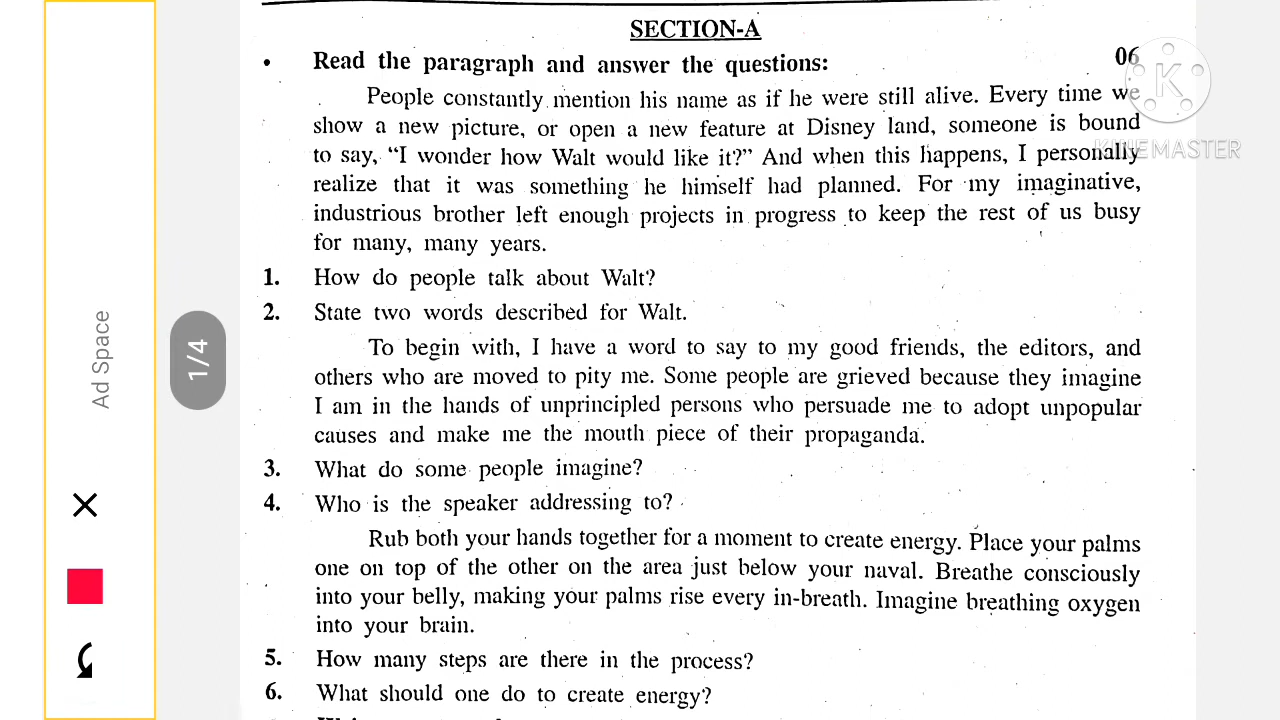 SECTION-A
• Read the paragraph and answer the questions: 06
People constantly mention his name as if he were still alive. Every time we
show a new picture, or open a new feature at Disney land, someone is bound
to say, “I wonder how Walt would like it?” And when this happens, I personally
realize that it was something he himself had planned. For my imaginative,
industrious brother left enough projects in progress to keep the rest of us busy
for many, many years.
1. How do people talk about Walt?
2. State two words described for Walt.
To begin with, I have a word to say to my good friends, the editors, and
others who are moved to pity me. Some people are grieved because they imagine
I am in the hands of unprincipled persons who persuade me to adopt unpopular
causes and make me the mouth piece of their propaganda.
3. What do some people imagine?
4. Who is the speaker addressing to?
Rub both your hands together for a moment to create energy. Place your palms
one on top of the other on the area just below your naval. Breathe consciously
into your belly, making your palms rise every in-breath. Imagine breathing oxygen
into your brain.
5. How many steps are there in the process?
6. What should one do to create energy?
Ad Space
1/4
K
KINEMASTER